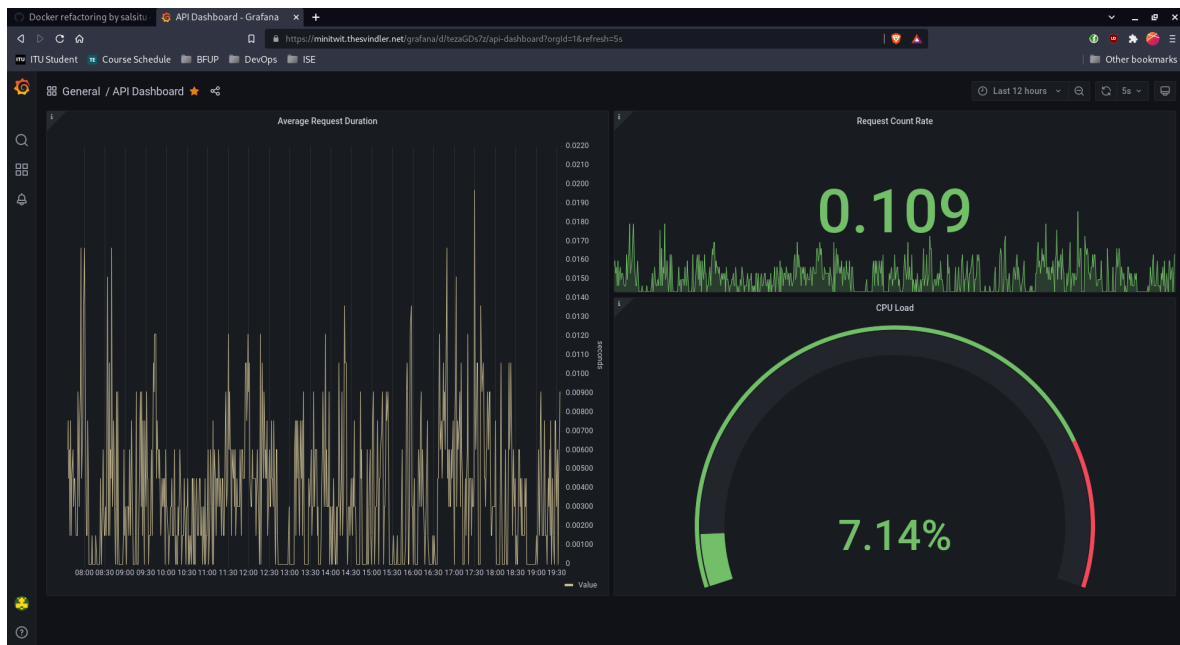 Docker refactoring by salsitu
API Dashboard - Grafana
https://minitwit.thesvindler.net/grafana/d/tezaGDs7z/api-dashboard?orgId=1&refresh=5s
ITU Student
Course Schedule
BFUP
DevOps
ISE
Other bookmarks
General / API Dashboard
Last 12 hours
5s
Average Request Duration
0.0220
0.0210
0.0200
0.0190
0.0180
0.0170
0.0160
0.0150
0.0140
0.0130
0.0120
0.0110
0.0100
0.00900
0.00800
0.00700
0.00600
0.00500
0.00400
0.00300
0.00200
0.00100
0
seconds
08:00 08:30 09:00 09:30 10:00 10:30 11:00 11:30 12:00 12:30 13:00 13:30 14:00 14:30 15:00 15:30 16:00 16:30 17:00 17:30 18:00 18:30 19:00 19:30
Value
Request Count Rate
0.109
CPU Load
7.14%